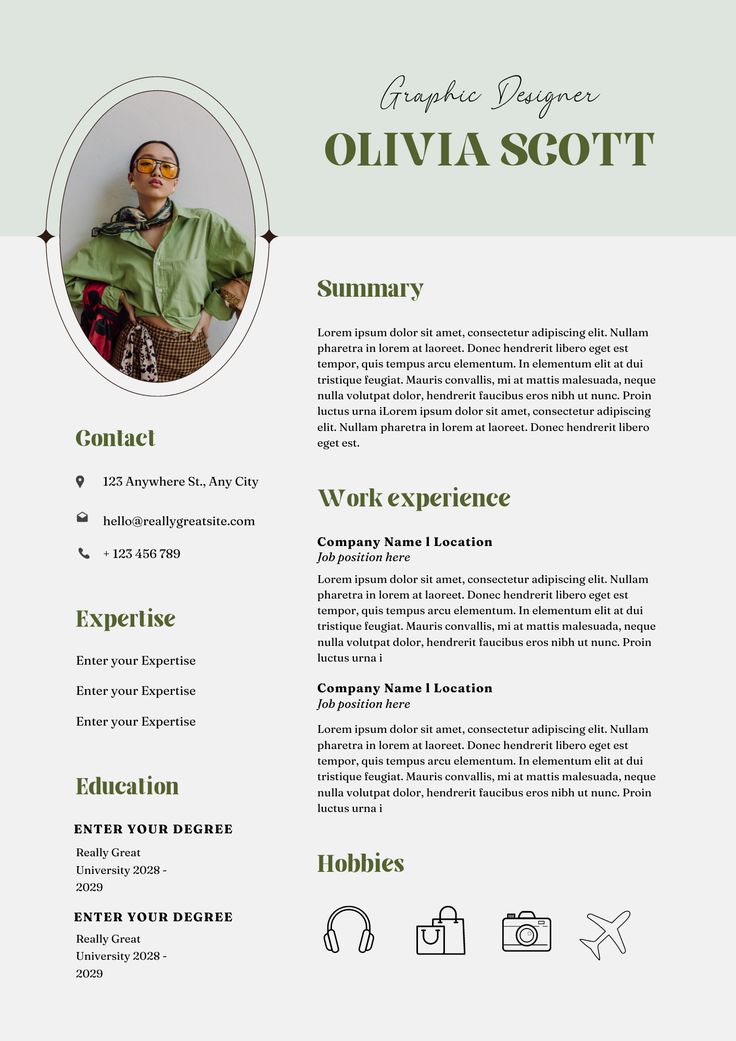 Graphic Designer
OLIVIA SCOTT
Contact
123 Anywhere St., Any City
hello@reallygreatsite.com
+ 123 456 789
Expertise
Enter your Expertise
Enter your Expertise
Enter your Expertise
Education
ENTER YOUR DEGREE
Really Great
University 2028 -
2029
ENTER YOUR DEGREE
Really Great
University 2028 -
2029
Summary
Lorem ipsum dolor sit amet, consectetur adipiscing elit. Nullam
pharetra in lorem at laoreet. Donec hendrerit libero eget est
tempor, quis tempus arcu elementum. In elementum elit at dui
tristique feugiat. Mauris convallis, mi at mattis malesuada, neque
nulla volutpat dolor, hendrerit faucibus eros nibh ut nunc. Proin
luctus urna iLorem ipsum dolor sit amet, consectetur adipiscing
elit. Nullam pharetra in lorem at laoreet. Donec hendrerit libero
eget est.
Work experience
Company Name l Location
Job position here
Lorem ipsum dolor sit amet, consectetur adipiscing elit. Nullam
pharetra in lorem at laoreet. Donec hendrerit libero eget est
tempor, quis tempus arcu elementum. In elementum elit at dui
tristique feugiat. Mauris convallis, mi at mattis malesuada, neque
nulla volutpat dolor, hendrerit faucibus eros nibh ut nunc. Proin
luctus urna i
Company Name l Location
Job position here
Lorem ipsum dolor sit amet, consectetur adipiscing elit. Nullam
pharetra in lorem at laoreet. Donec hendrerit libero eget est
tempor, quis tempus arcu elementum. In elementum elit at dui
tristique feugiat. Mauris convallis, mi at mattis malesuada, neque
nulla volutpat dolor, hendrerit faucibus eros nibh ut nunc. Proin
luctus urna i
Hobbies